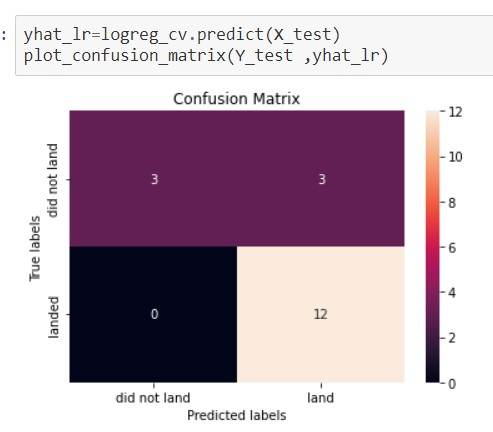 : yhat_lr=logreg_cv.predict(X_test)
plot_confusion_matrix(Y_test ,yhat_lr)
Confusion Matrix
did not land
landed
True labels
3
3
0
12
did not land
land
Predicted labels
12
10
8
6
4
2
0